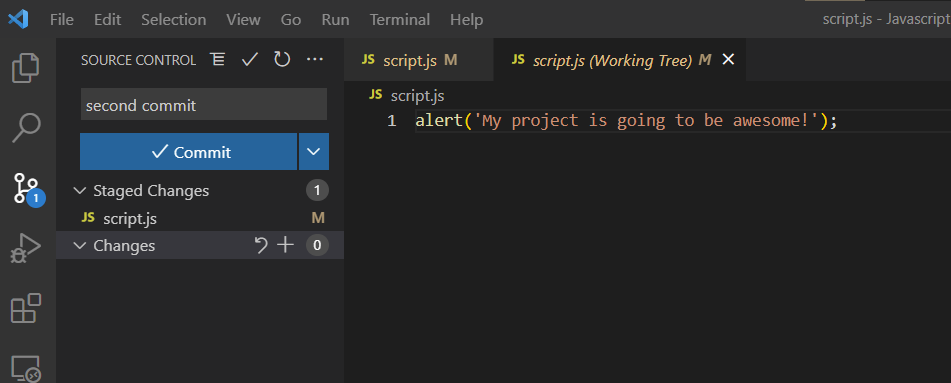 File Edit Selection View Go Run Terminal Help script.js - Javascript
SOURCE CONTROL
second commit
Commit
Staged Changes 1
JS script.js M
Changes 0
1
JS script.js M JS script.js (Working Tree) M
JS script.js
1 alert('My project is going to be awesome!');